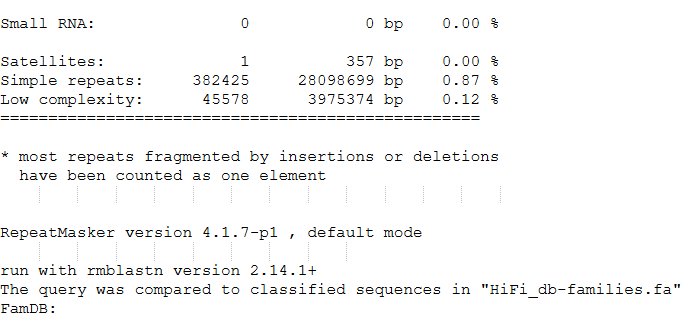 Small RNA: 0 0 bp 0.00 %
Satellites: 1 357 bp 0.00 %
Simple repeats: 382425 28098699 bp 0.87 %
Low complexity: 45578 3975374 bp 0.12 %
==================================================
* most repeats fragmented by insertions or deletions
have been counted as one element
RepeatMasker version 4.1.7-p1 , default mode
run with rmblastn version 2.14.1+
The query was compared to classified sequences in "HiFi_db-families.fa"
FamDB: